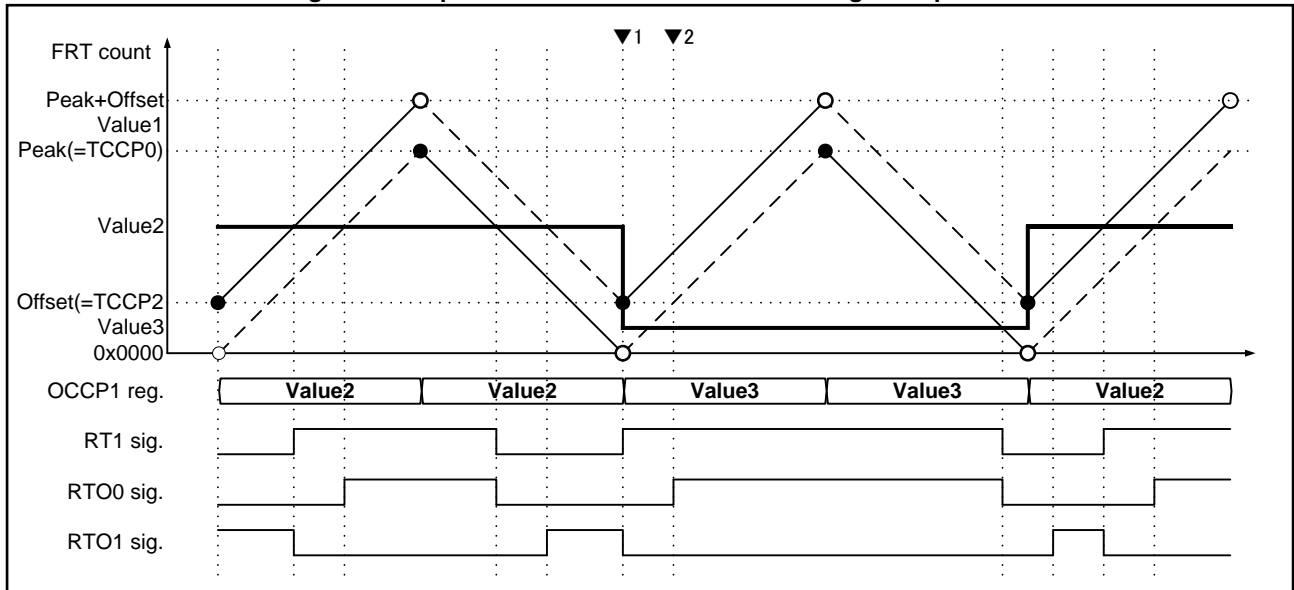 ▼1 ▼2
FRT count
Peak+Offset
Value1
Peak(=TCCP0)
Value2
Offset(=TCCP2
Value3
0x0000
OCCP1 reg. Value2 Value2 Value3 Value3 Value2
RT1 sig.
RTO0 sig.
RTO1 sig.